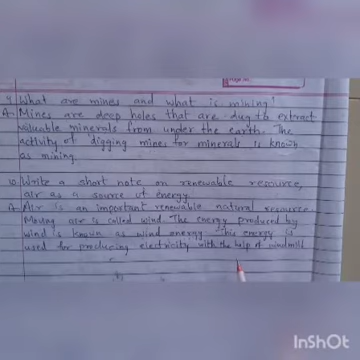 9. What are mines and what is mining?
A. Mines are deep holes that are dug to extract
valuable minerals from under the earth. The
activity of digging mines for minerals is known
as mining.
10. Write a short note on renewable resource,
air as a source of energy.
A. Air is an important renewable natural resource.
Moving air is called wind. The energy produced by
wind is known as wind energy. This energy is
used for producing electricity with the help of windmill
InShOt